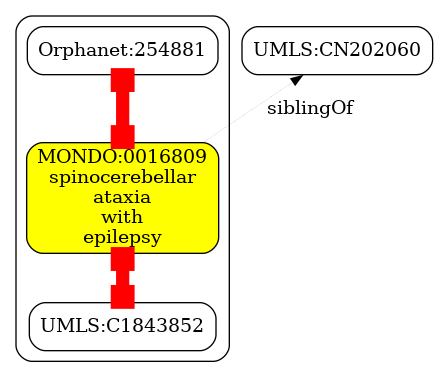 Orphanet:254881
UMLS:CN202060
siblingOf
MONDO:0016809
spinocerebellar
ataxia
with
epilepsy
UMLS:C1843852